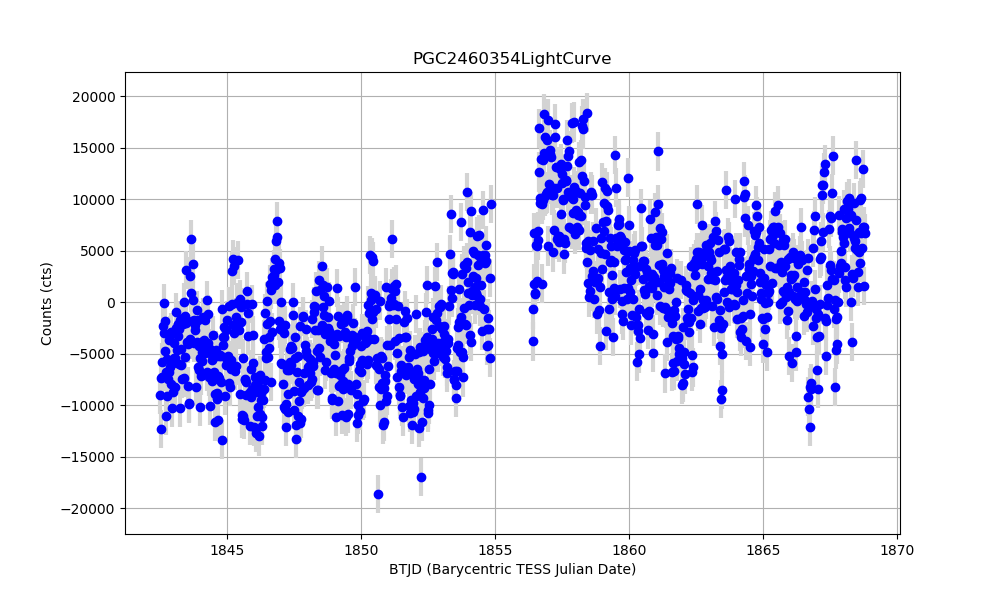 PGC2460354LightCurve
20000
15000
10000
5000
0
−5000
−10000
−15000
−20000
Counts (cts)
1845 1850 1855 1860 1865 1870
BTJD (Barycentric TESS Julian Date)